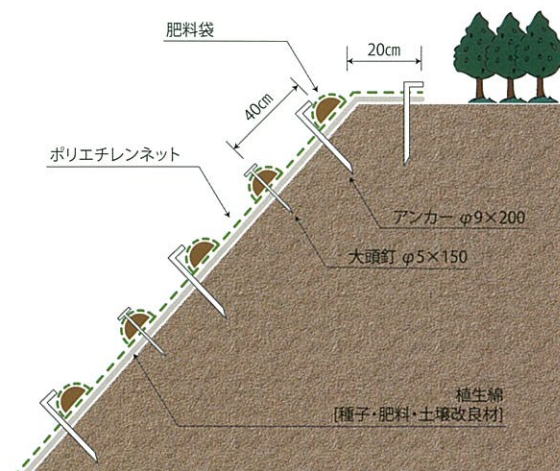 肥料袋
20㎝
40㎝
ポリエチレンネット
アンカー φ9×200
大頭釘 φ5×150
植生綿
[種子・肥料・土壌改良材]